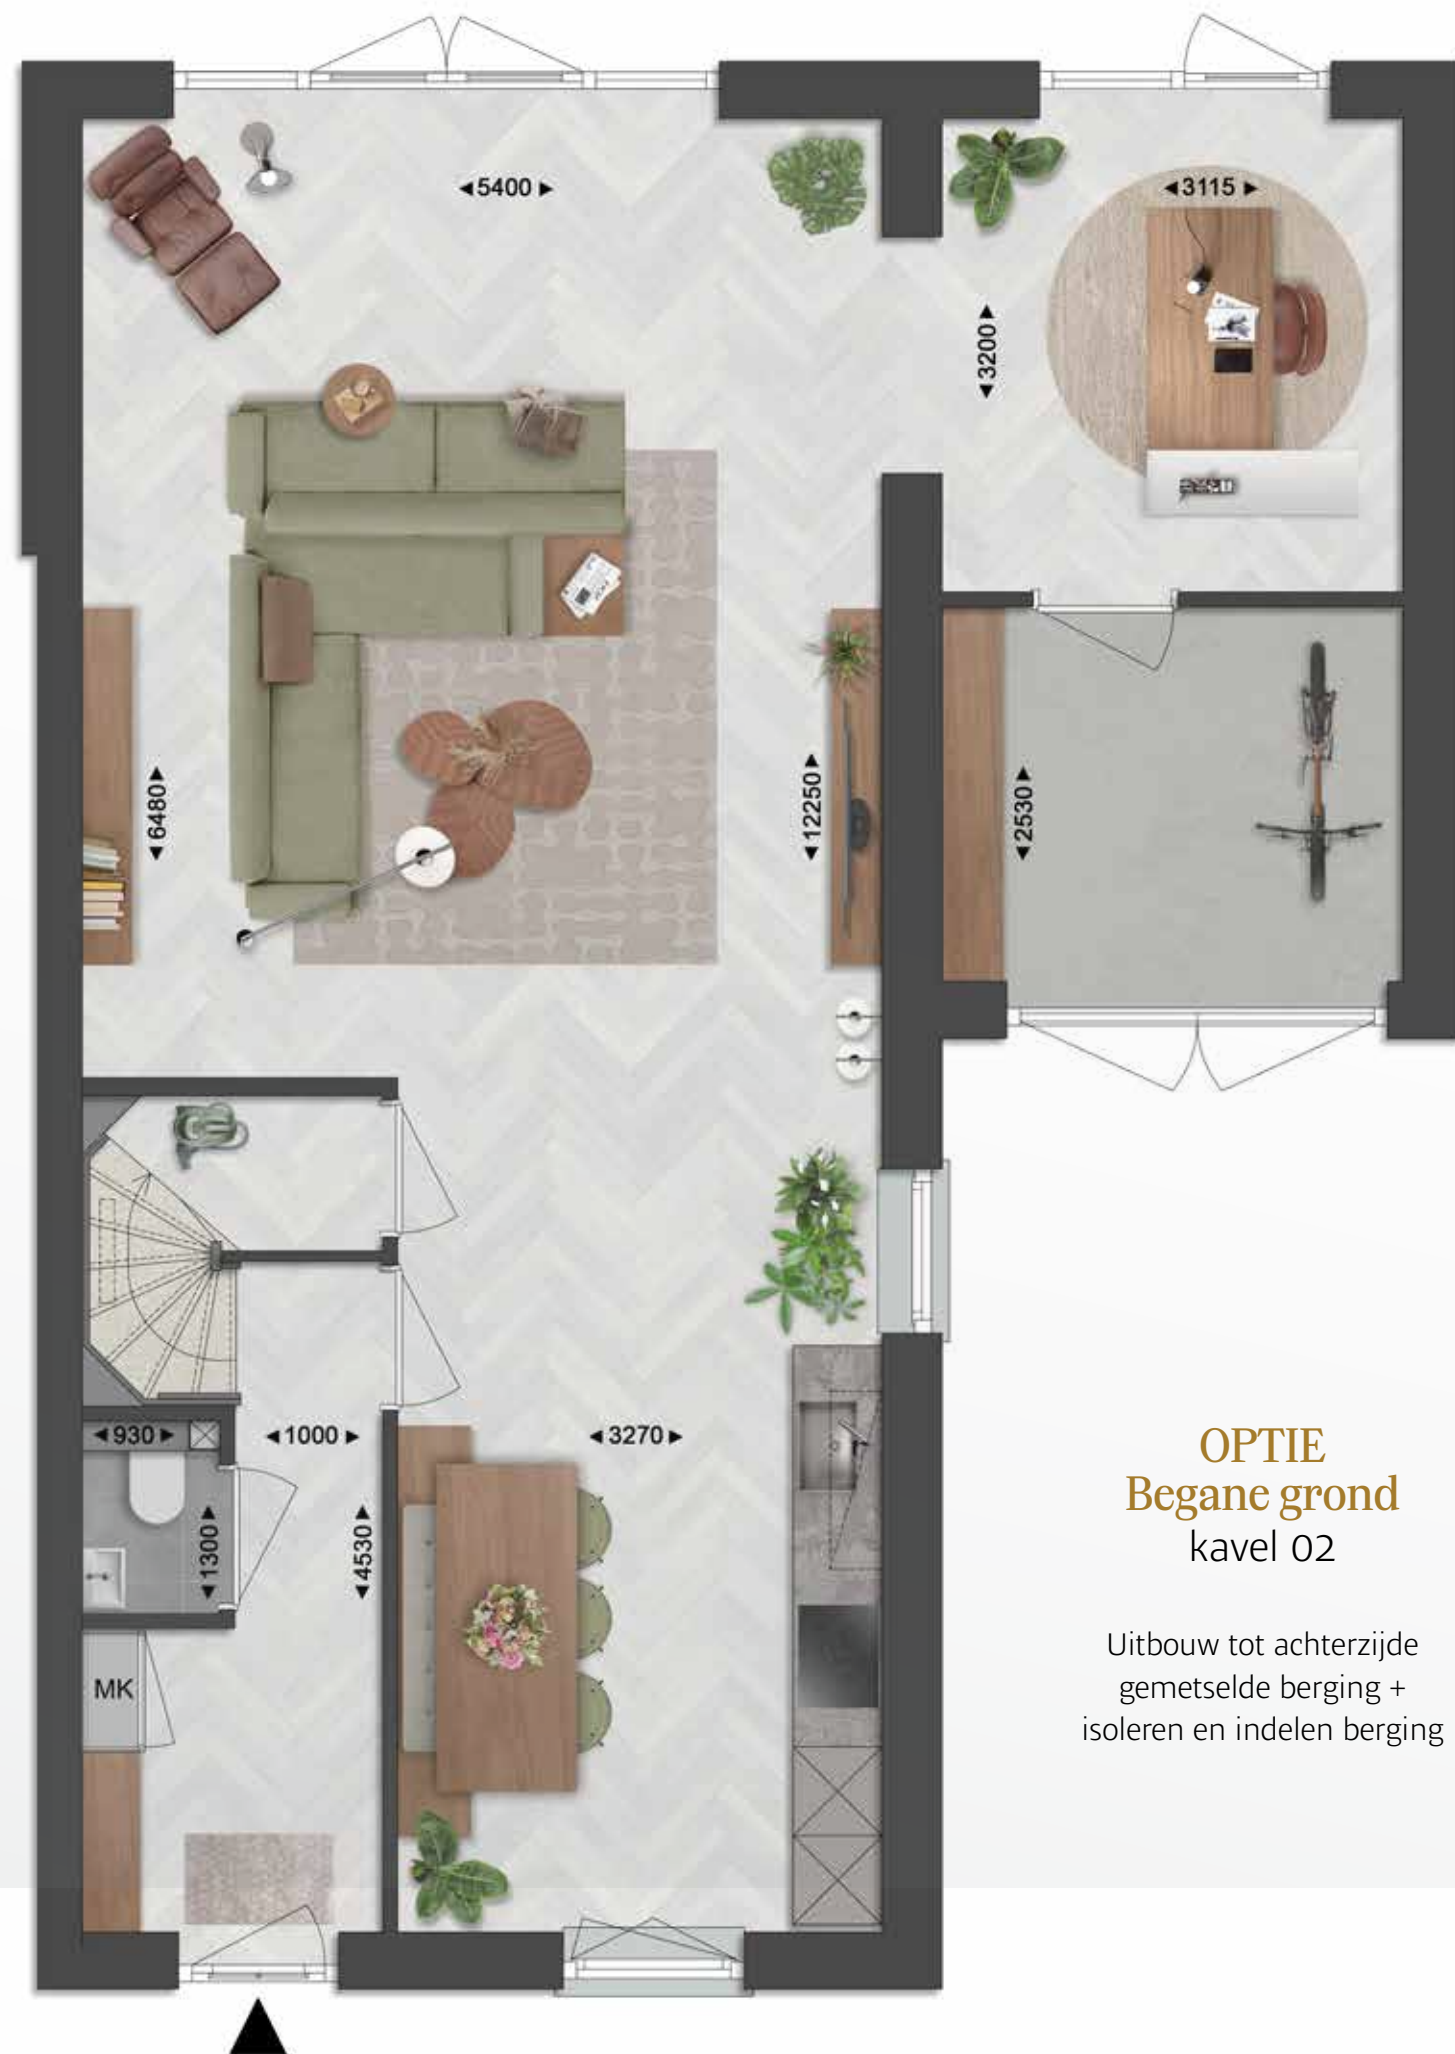 5400
3115
3200
6480
12250
2530
930
1000
3270
1300
4530
MK
OPTIE
Begane grond
kavel 02
Uitbouw tot achterzijde
gemetselde berging +
isoleren en indelen berging